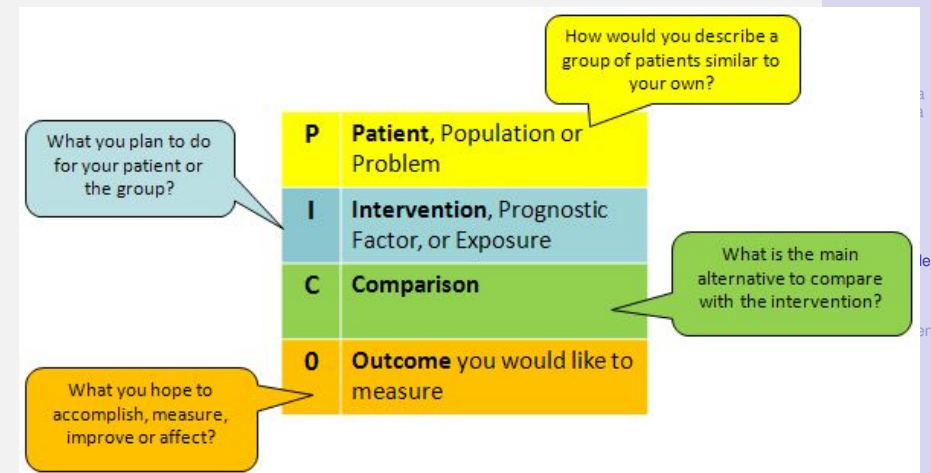 How would you describe a
group of patients similar to
your own?
What you plan to do
for your patient or
the group?
P Patient, Population or
Problem
I Intervention, Prognostic
Factor, or Exposure
What is the main
alternative to compare
with the intervention?
C Comparison
0 Outcome you would like to
measure
What you hope to
accomplish, measure,
improve or affect?